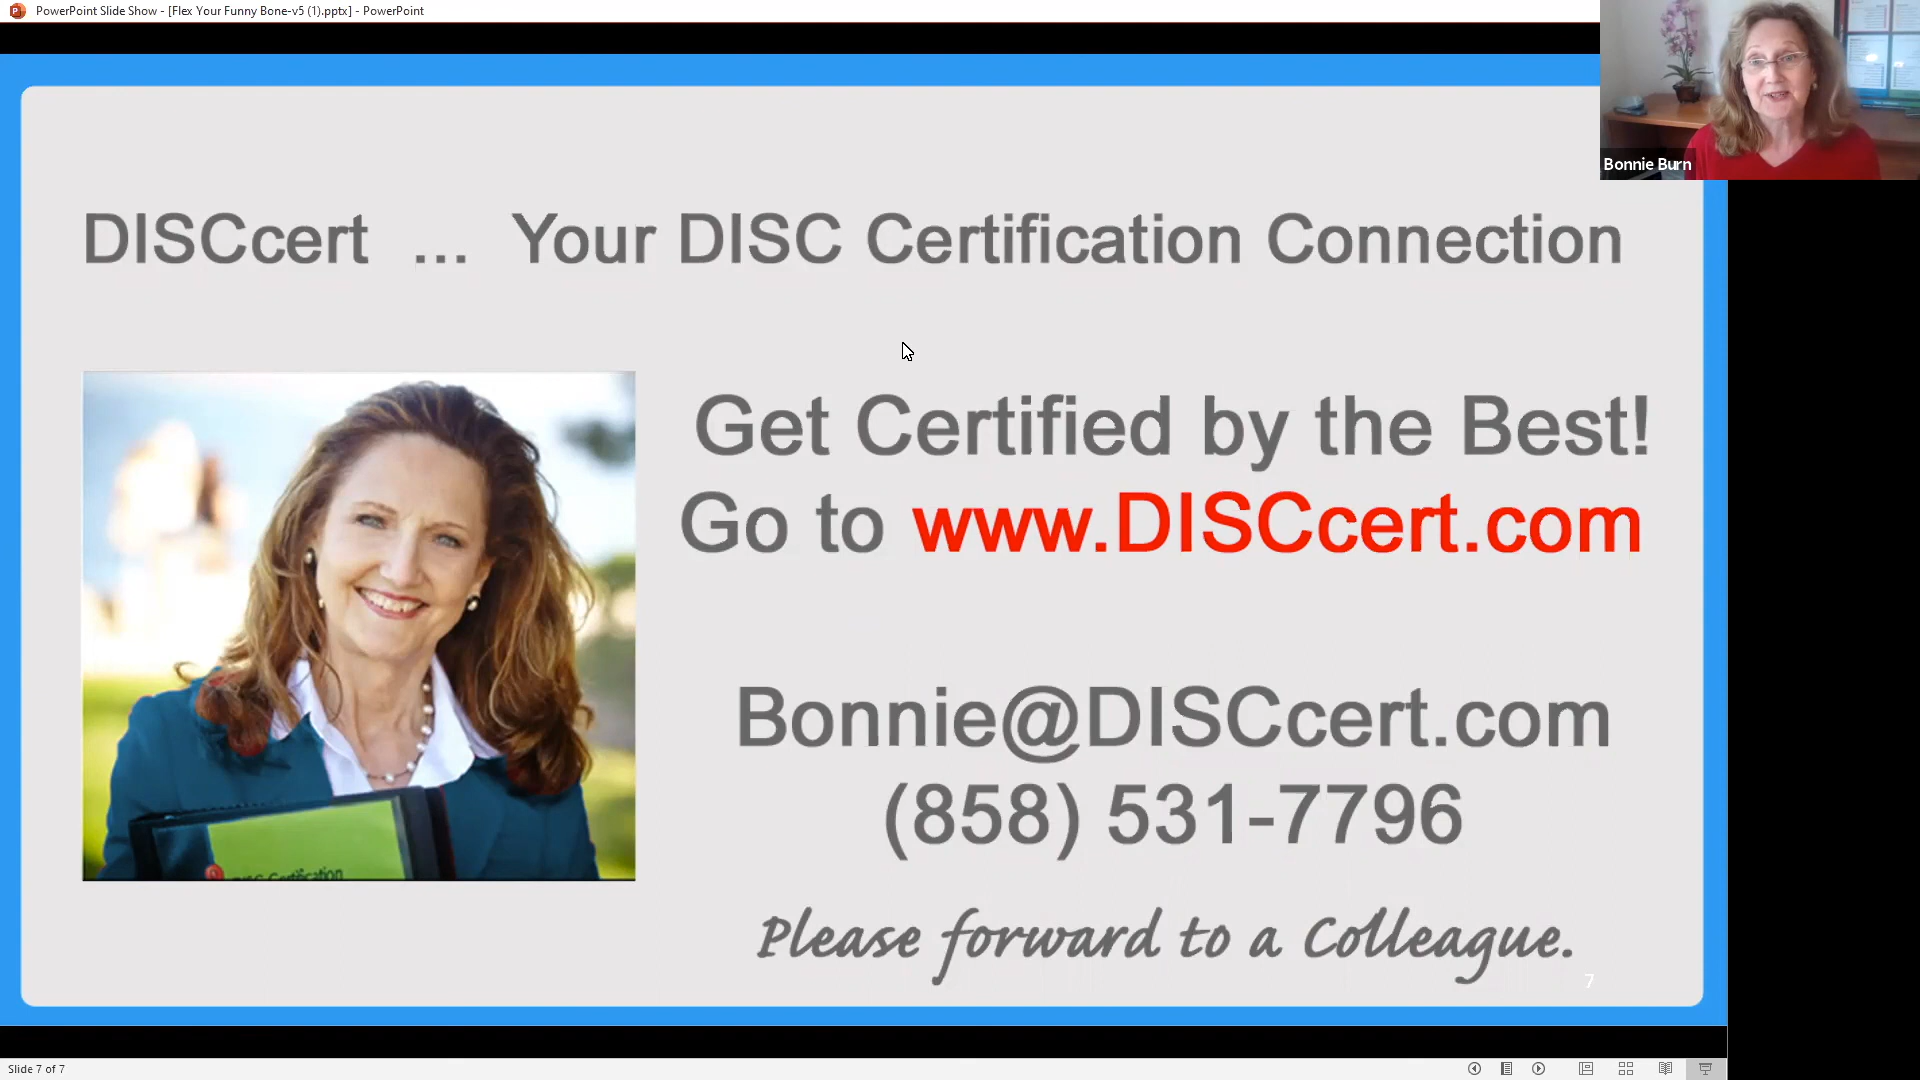 PowerPoint Slide Show - [Flex Your Funny Bone-v5 (1).pptx] - PowerPoint
Bonnie Burn
DISCcert ... Your DISC Certification Connection
Get Certified by the Best!
Go to www.DISCcert.com
Bonnie@DISCcert.com
(858) 531-7796
DISC Certification
Please forward to a Colleague.
7
Slide 7 of 7